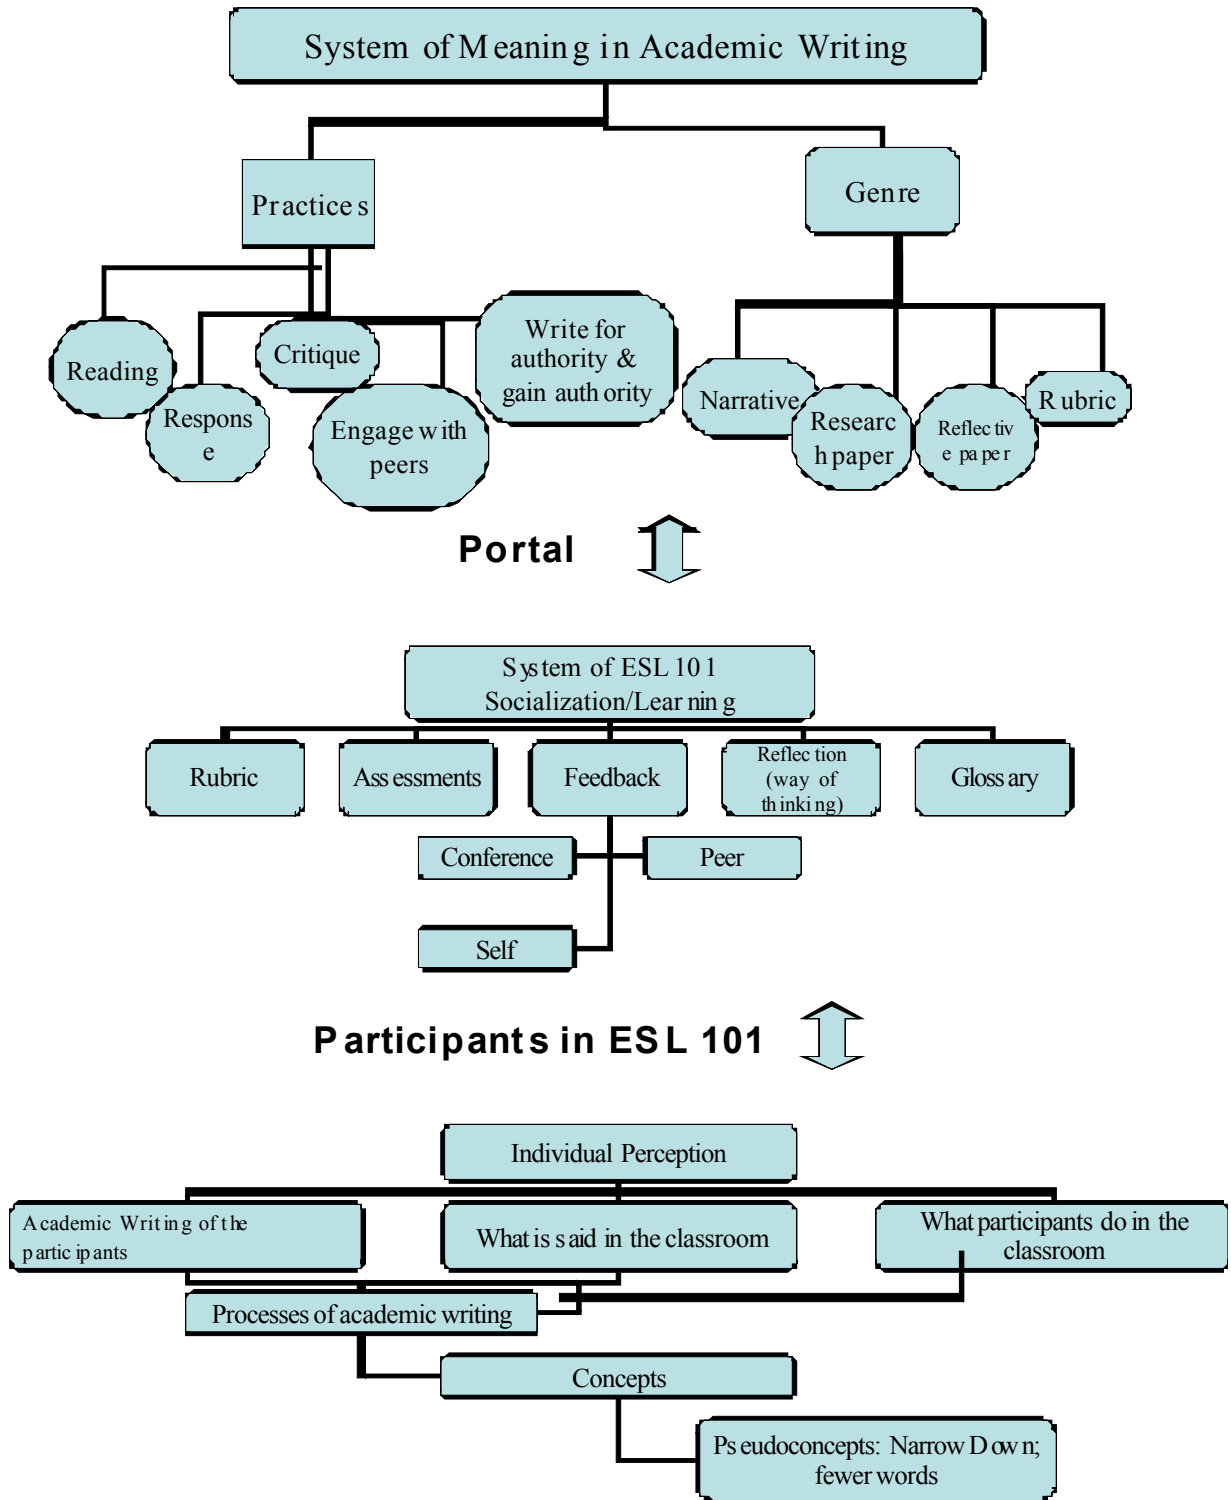 System of Meaning in Academic Writing
Practices
Genre
Reading
Respons
e
Critique
Engage with
peers
Write for
authority &
gain authority
Narrative
Researc
h paper
Reflectiv
e paper
Rubric
Portal
System of ESL 101
Socialization/Learning
Rubric
Assessments
Feedback
Reflection
(way of
thinking)
Glossary
Conference
Peer
Self
Participants in ESL 101
Individual Perception
Academic Writing of the
participants
What is said in the classroom
What participants do in the
classroom
Processes of academic writing
Concepts
Pseudoconcepts: Narrow Down;
fewer words